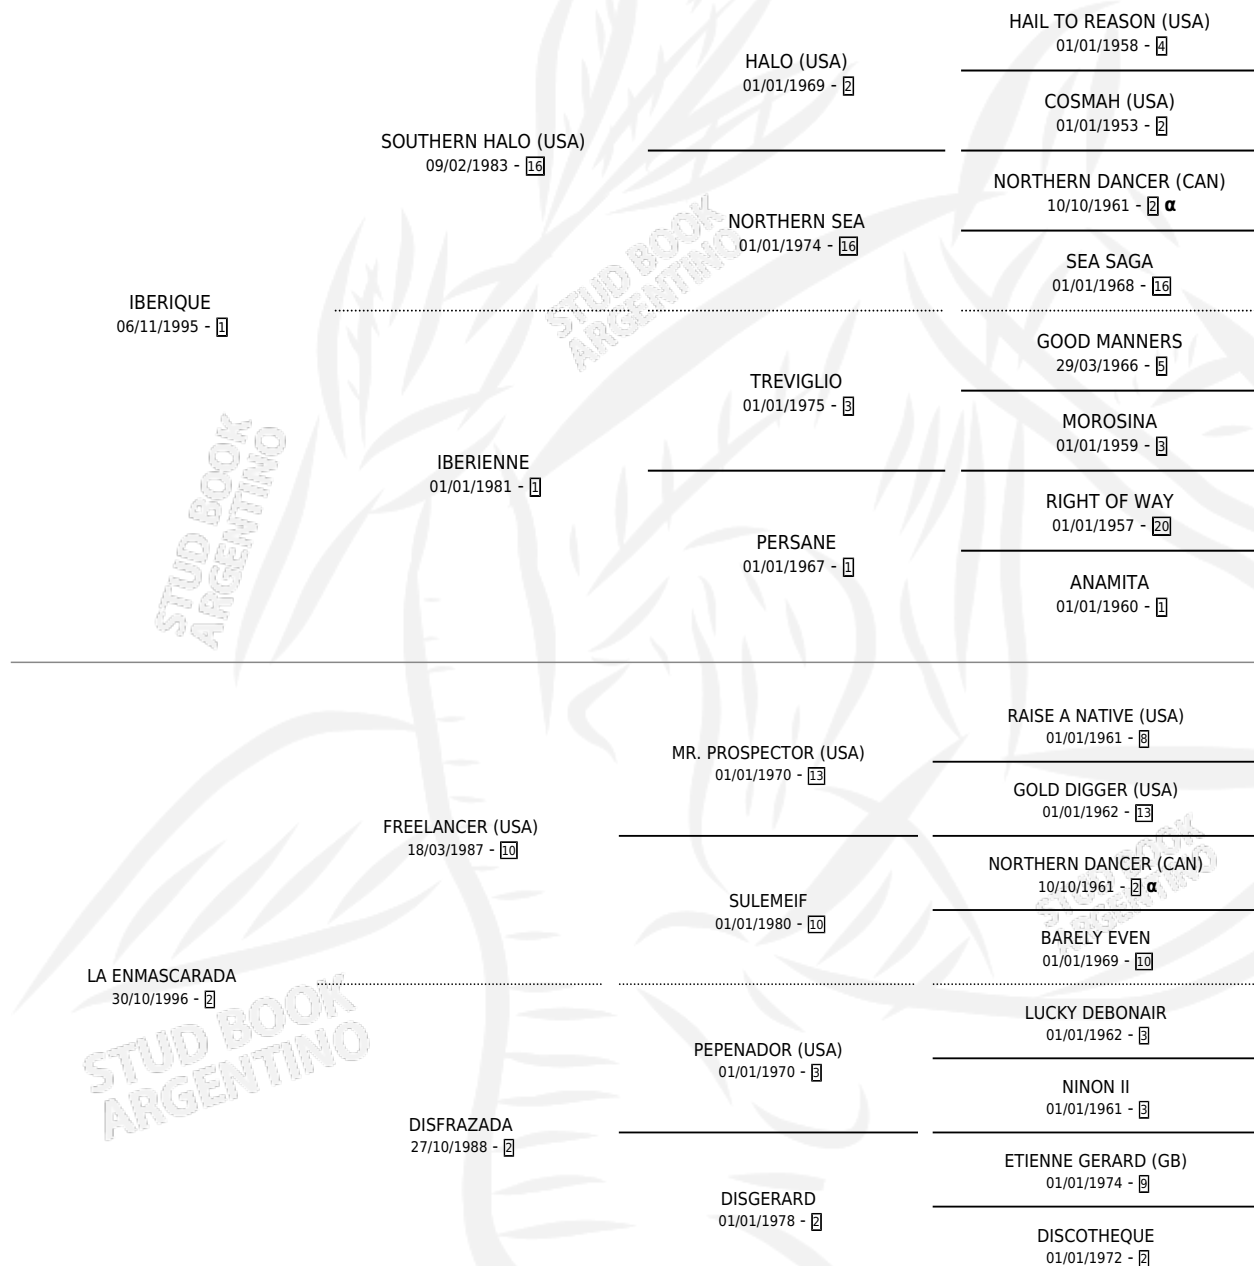 HAIL TO REASON (USA)
01/01/1958 - 4
HALO (USA)
01/01/1969 - 2
COSMAH (USA)
01/01/1953 - 2
SOUTHERN HALO (USA)
09/02/1983 - 16
NORTHERN DANCER (CAN)
10/10/1961 - 2 α
NORTHERN SEA
01/01/1974 - 16
SEA SAGA
01/01/1968 - 16
STUD BOOK
ARGENTINO
IBERIQUE
06/11/1995 - 1
GOOD MANNERS
29/03/1966 - 5
TREVIGLIO
01/01/1975 - 3
MOROSINA
01/01/1959 - 3
IBERIENNE
01/01/1981 - 1
RIGHT OF WAY
01/01/1957 - 20
PERSANE
01/01/1967 - 1
ANAMITA
01/01/1960 - 1
STUD BOOK
ARGENTINO
RAISE A NATIVE (USA)
01/01/1961 - 8
MR. PROSPECTOR (USA)
01/01/1970 - 13
GOLD DIGGER (USA)
01/01/1962 - 13
FREELANCER (USA)
18/03/1987 - 10
NORTHERN DANCER (CAN)
10/10/1961 - 2 α
SULEMEIF
01/01/1980 - 10
BARELY EVEN
01/01/1969 - 10
STUD BOOK
ARGENTINO
LA ENMASCARADA
30/10/1996 - 2
LUCKY DEBONAIR
01/01/1962 - 3
PEPENADOR (USA)
01/01/1970 - 3
NINON II
01/01/1961 - 3
STUD BOOK
ARGENTINO
DISFRAZADA
27/10/1988 - 2
ETIENNE GERARD (GB)
01/01/1974 - 9
DISGERARD
01/01/1978 - 2
DISCOTHEQUE
01/01/1972 - 2